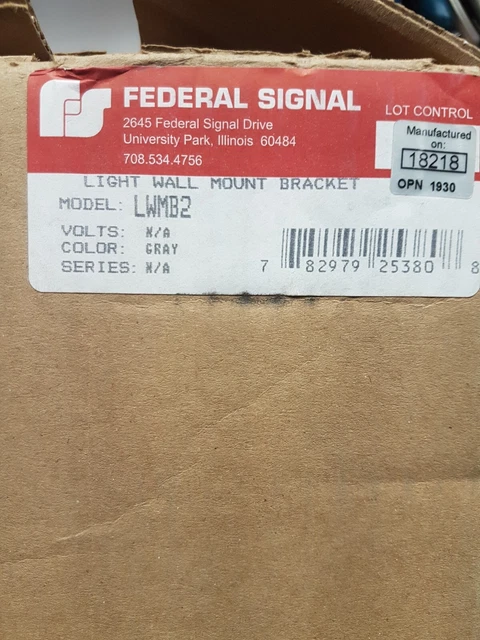 FEDERAL SIGNAL
2645 Federal Signal Drive
University Park, Illinois 60484
708.534.4756
LOT CONTROL
Manufactured
on:
18218
OPN 1930
LIGHT WALL MOUNT BRACKET
MODEL: LWMB2
VOLTS: N/A
COLOR: GRAY
SERIES: N/A
7 82979 25380 8